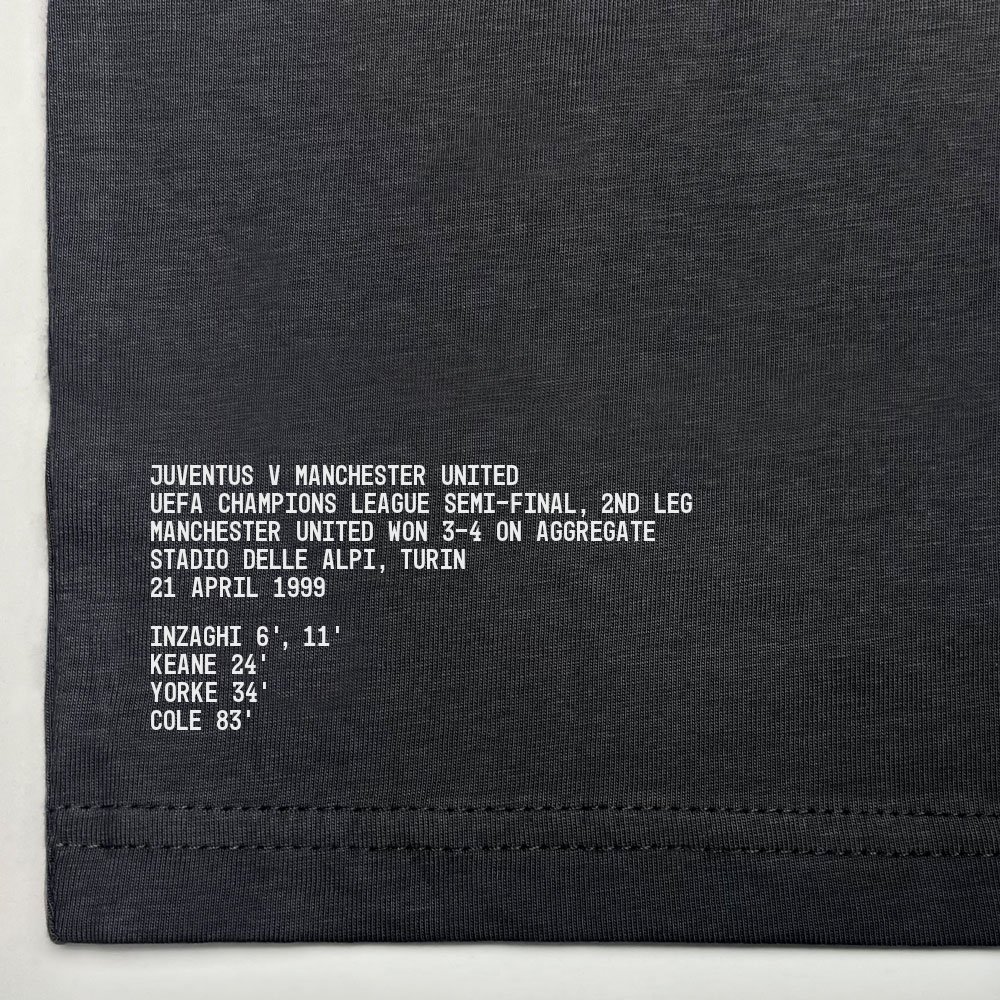 JUVENTUS V MANCHESTER UNITED
UEFA CHAMPIONS LEAGUE SEMI-FINAL, 2ND LEG
MANCHESTER UNITED WON 3-4 ON AGGREGATE
STADIO DELLE ALPI, TURIN
21 APRIL 1999
INZAGHI 6', 11'
KEANE 24'
YORKE 34'
COLE 83'